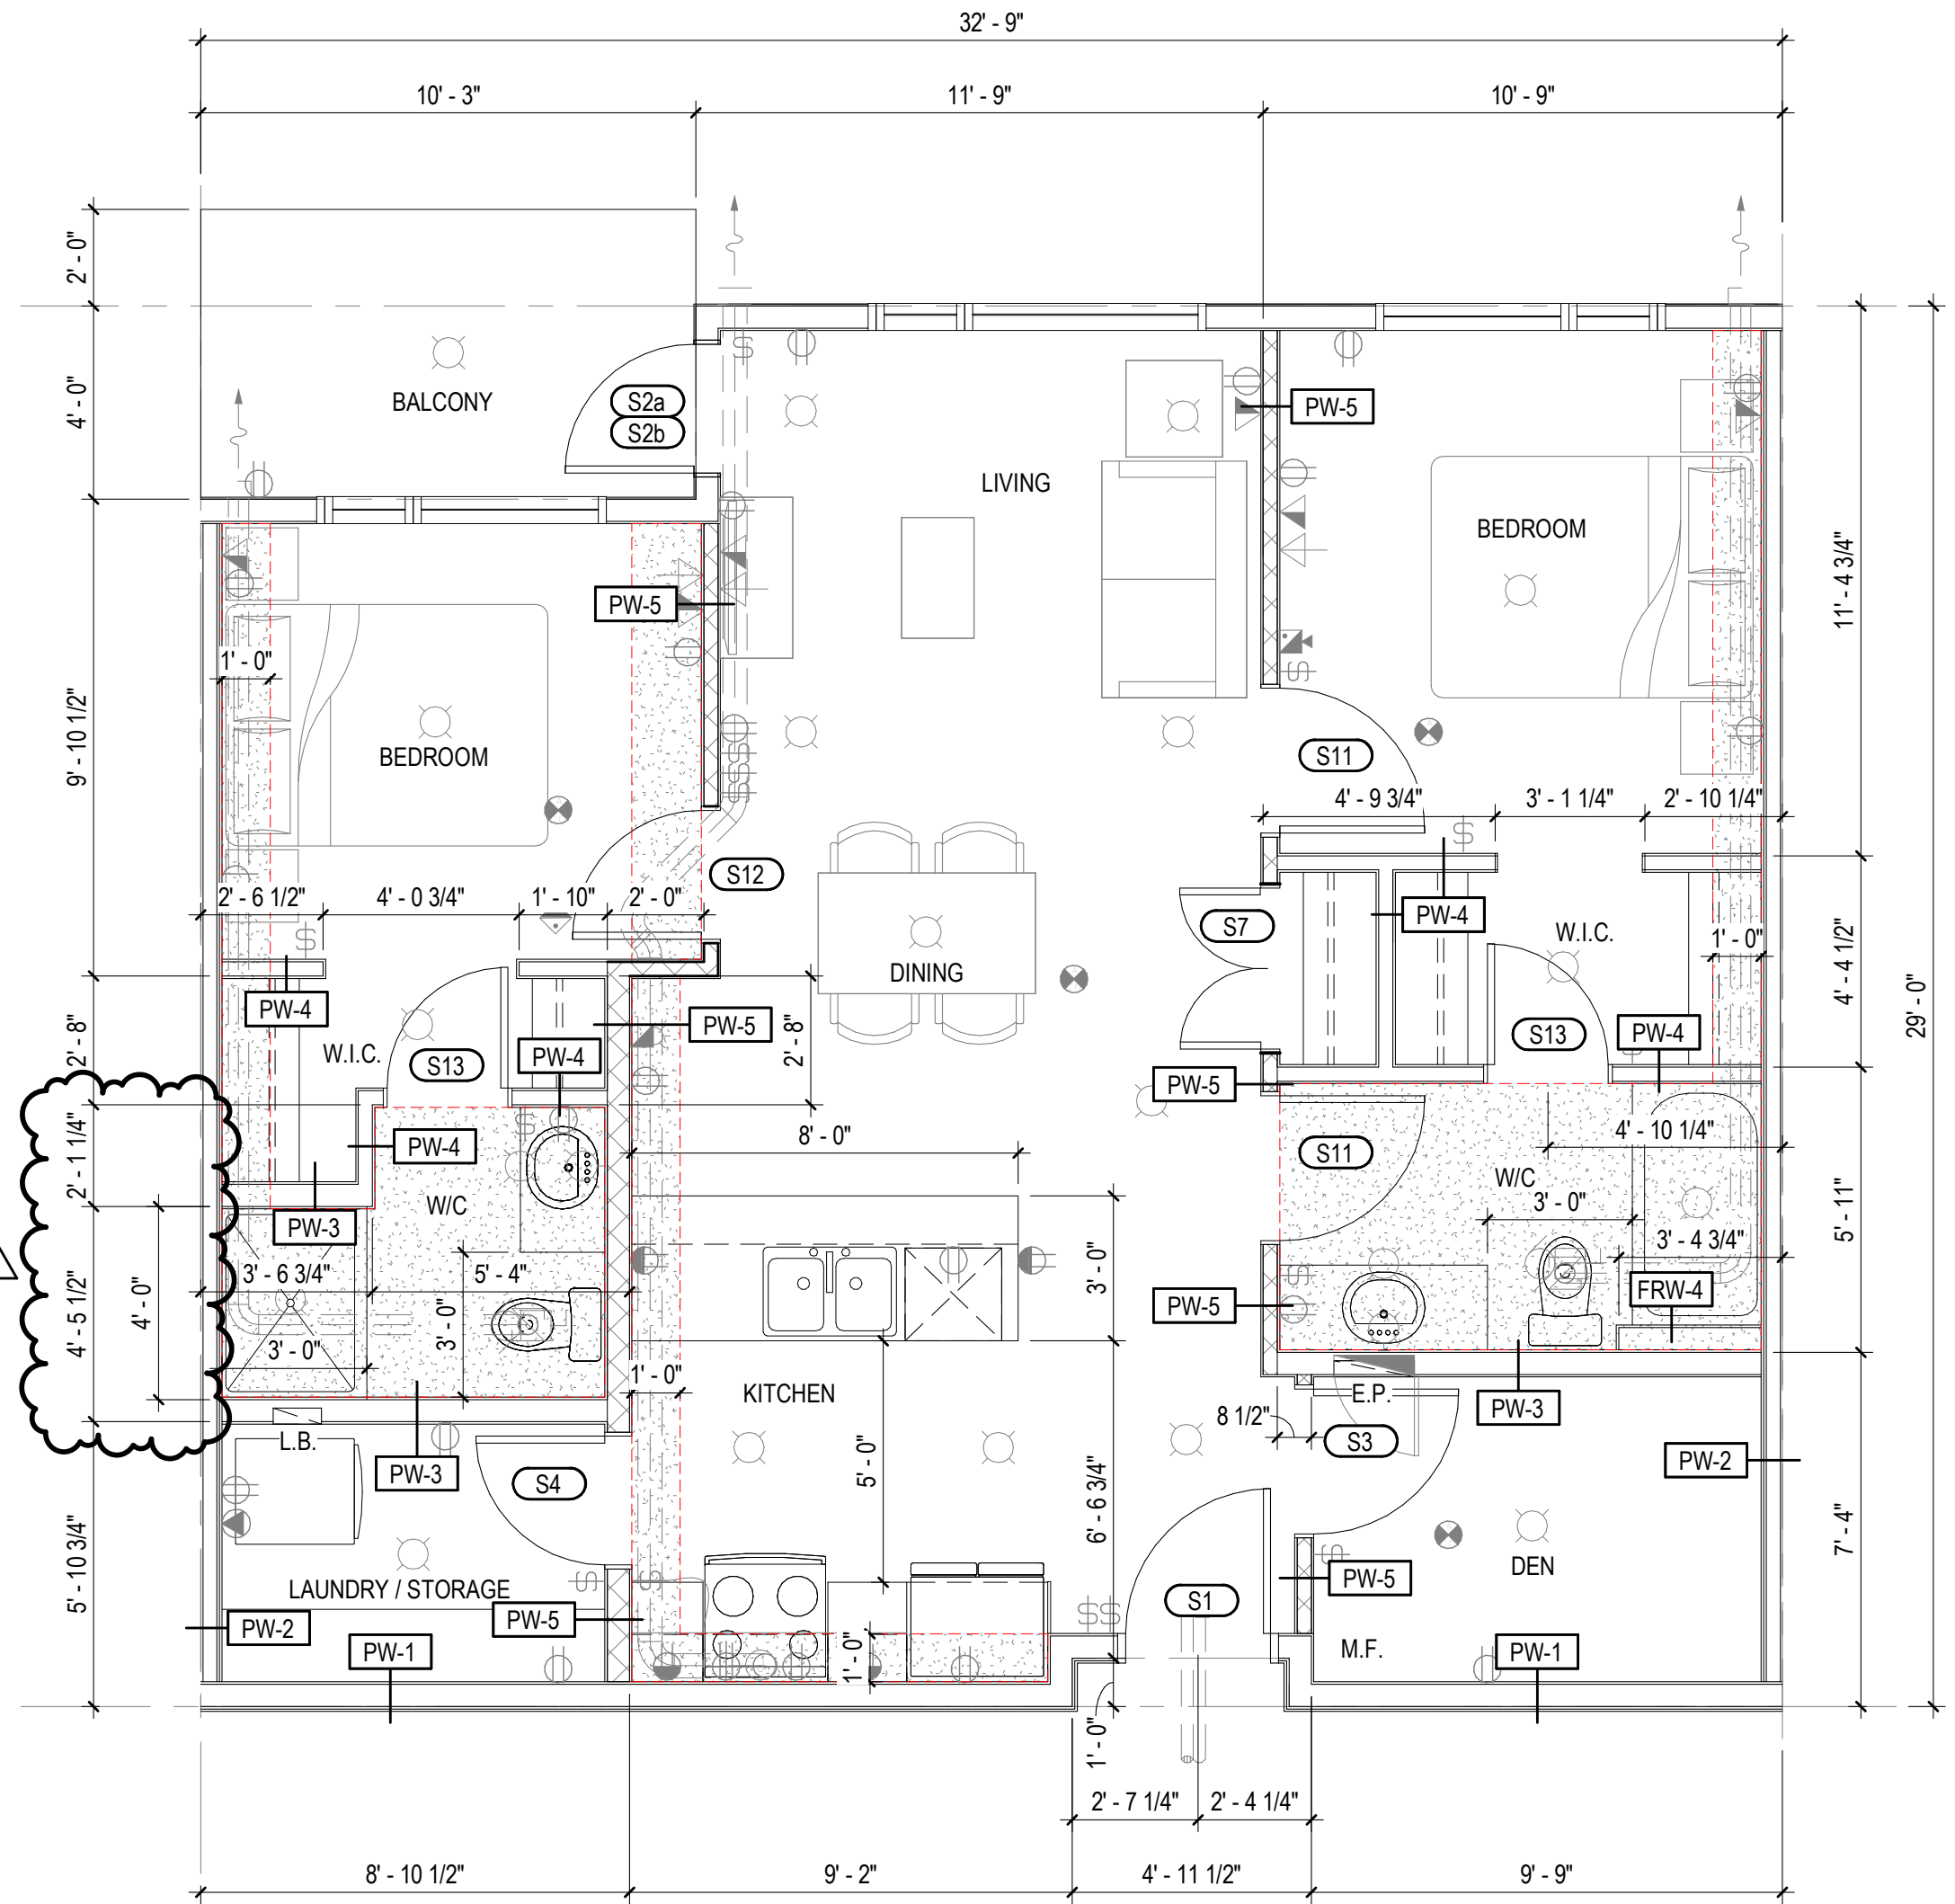 32' - 9"
10' - 3"
11' - 9"
10' - 9"
2' - 0"
4' - 0"
BALCONY
S2a
S2b
PW-5
LIVING
BEDROOM
11' - 4 3/4"
PW-5
1' - 0"
9' - 10 1/2"
BEDROOM
S11
4' - 9 3/4"
3' - 1 1/4"
2' - 10 1/4"
S12
2' - 6 1/2"
4' - 0 3/4"
1' - 10"
2' - 0"
S7
PW-4
W.I.C.
1' - 0"
4' - 4 1/2"
29' - 0"
DINING
PW-4
PW-5
2' - 8"
2' - 8"
W.I.C.
S13
PW-4
S13
PW-4
PW-5
2' - 1 1/4"
PW-4
8' - 0"
S11
4' - 10 1/4"
W/C
W/C
3' - 0"
5' - 11"
PW-3
3' - 6 3/4"
5' - 4"
3' - 0"
3' - 4 3/4"
4' - 5 1/2"
4' - 0"
3' - 0"
3' - 0"
PW-5
FRW-4
1' - 0"
KITCHEN
E.P.
PW-3
8 1/2"
S3
L.B.
PW-3
S4
5' - 0"
6' - 6 3/4"
PW-2
5' - 10 3/4"
7' - 4"
LAUNDRY / STORAGE
DEN
PW-5
S1
PW-5
PW-2
PW-1
1' - 0"
M.F.
PW-1
1' - 0"
2' - 7 1/4"
2' - 4 1/4"
8' - 10 1/2"
9' - 2"
4' - 11 1/2"
9' - 9"